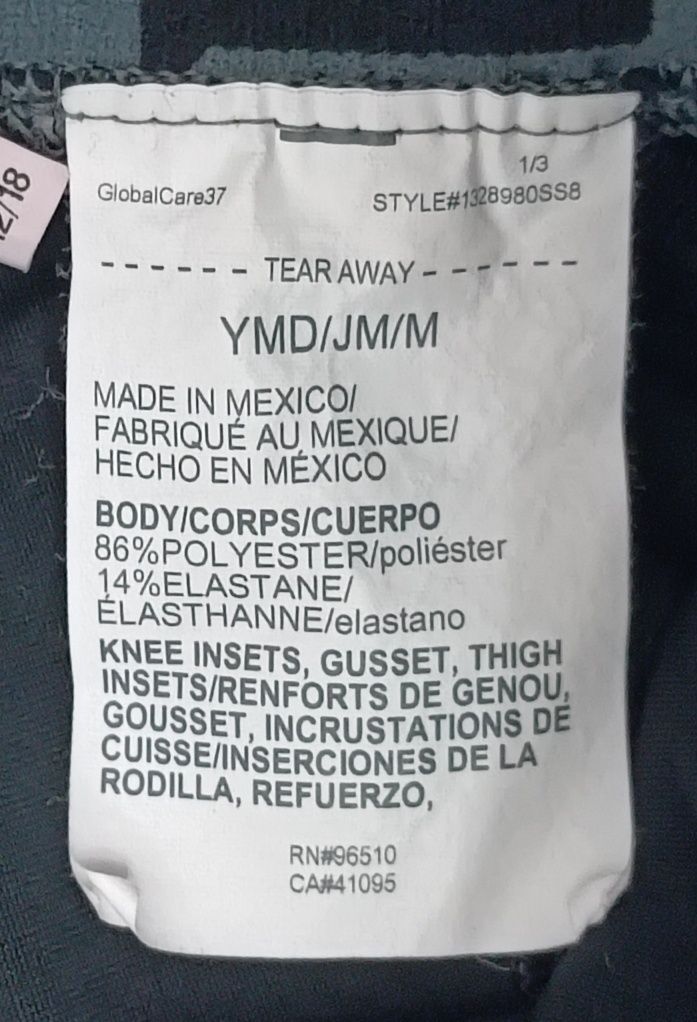 1/3
GlobalCare37 STYLE#1328980SS8
- - - - - - TEAR AWAY - - - - - -
YMD/JM/M
MADE IN MEXICO/
FABRIQUÉ AU MEXIQUE/
HECHO EN MÉXICO
BODY/CORPS/CUERPO
86%POLYESTER/poliéster
14%ELASTANE/
ÉLASTHANNE/elastano
KNEE INSETS, GUSSET, THIGH
INSETS/RENFORTS DE GENOU,
GOUSSET, INCRUSTATIONS DE
CUISSE/INSERCIONES DE LA
RODILLA, REFUERZO,
RN#96510
CA#41095